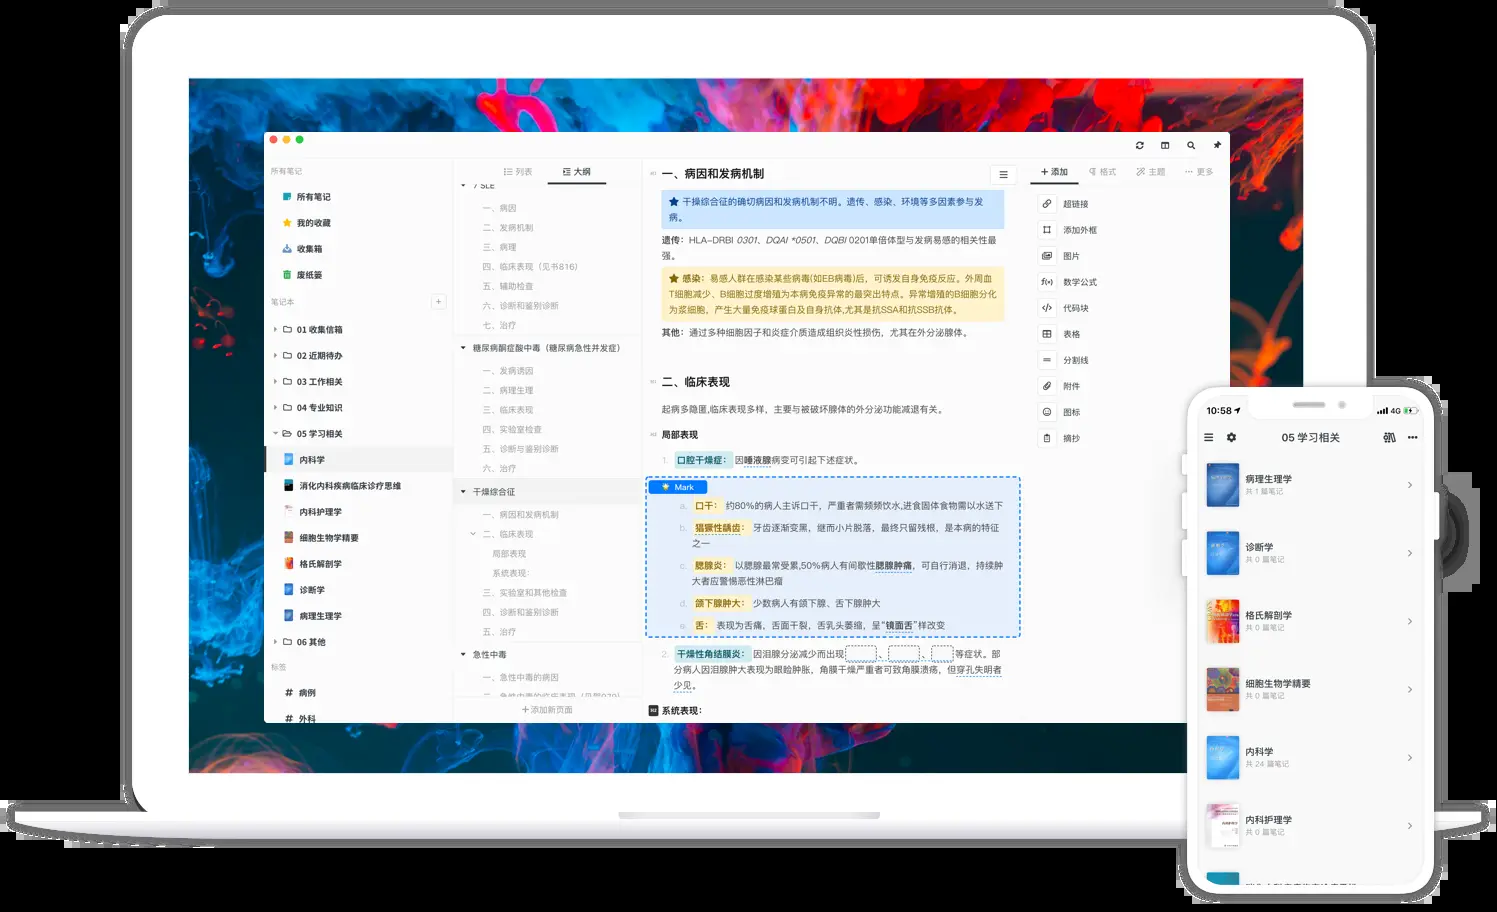 所有笔记
所有笔记
我的收藏
收集箱
废纸篓
笔记本
+
01 收集信箱
02 近期待办
03 工作相关
04 专业知识
05 学习相关
内科学
消化内科疾病临床诊疗思维
内科护理学
细胞生物学精要
格氏解剖学
诊断学
病理生理学
06 其他
标签
# 病例
# 外科
列表
大纲
7 SLE
一、病因
二、发病机制
三、病理
四、临床表现（见书816）
五、辅助检查
六、诊断和鉴别诊断
七、治疗
糖尿病酮症酸中毒（糖尿病急性并发症）
一、发病诱因
二、病理生理
三、临床表现
四、实验室检查
五、诊断与鉴别诊断
六、治疗
干燥综合征
一、病因和发病机制
二、临床表现
局部表现
系统表现：
三、实验室和其他检查
四、诊断和鉴别诊断
五、治疗
急性中毒
一、急性中毒的病因
+ 添加新页面
一、病因和发病机制
干燥综合征的确切病因和发病机制不明。遗传、感染、环境等多因素参与发
病。
遗传：HLA-DRBI 0301、DQAI *0501、DQBI 0201单倍体型与发病易感的相关性最
强。
感染：易感人群在感染某些病毒(如EB病毒)后，可诱发自身免疫反应。外周血
T细胞减少、B细胞过度增殖为本病免疫异常的最突出特点。异常增殖的B细胞分化
为浆细胞，产生大量免疫球蛋白及自身抗体,尤其是抗SSA和抗SSB抗体。
其他：通过多种细胞因子和炎症介质造成组织炎性损伤，尤其在外分泌腺体。
二、临床表现
起病多隐匿,临床表现多样，主要与被破坏腺体的外分泌功能减退有关。
H3 局部表现
1. 口腔干燥症：因唾液腺病变可引起下述症状。
Mark
a. 口干：约80%的病人主诉口干，严重者需频频饮水,进食固体食物需以水送下
b. 猖獗性龋齿：牙齿逐渐变黑，继而小片脱落，最终只留残根，是本病的特征
之一
c. 腮腺炎：以腮腺最常受累,50%病人有间歇性腮腺肿痛，可自行消退，持续肿
大者应警惕恶性淋巴瘤
d. 颌下腺肿大：少数病人有颌下腺、舌下腺肿大
e. 舌：表现为舌痛，舌面干裂，舌乳头萎缩，呈“镜面舌”样改变
2. 干燥性角结膜炎：因泪腺分泌减少而出现、、等症状。部
分病人因泪腺肿大表现为眼睑肿胀，角膜干燥严重者可致角膜溃疡，但穿孔失明者
少见。
系统表现：
+ 添加
格式
主题
更多
超链接
添加外框
图片
f(x) 数学公式
代码块
表格
分割线
附件
图标
摘抄
10:58
4G
05 学习相关
病理生理学
共 1 篇笔记
诊断学
共 0 篇笔记
格氏解剖学
共 0 篇笔记
细胞生物学精要
共 0 篇笔记
内科学
共 24 篇笔记
内科护理学
共 0 篇笔记